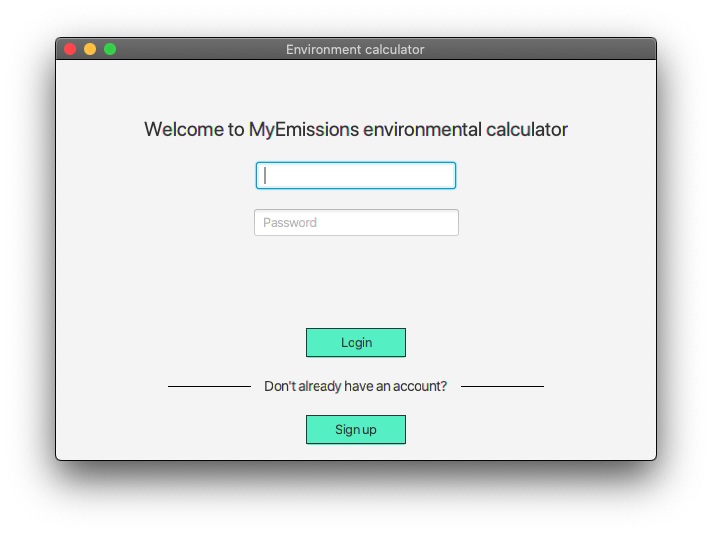 Environment calculator
Welcome to MyEmissions environmental calculator
Password
Login
Don't already have an account?
Sign up